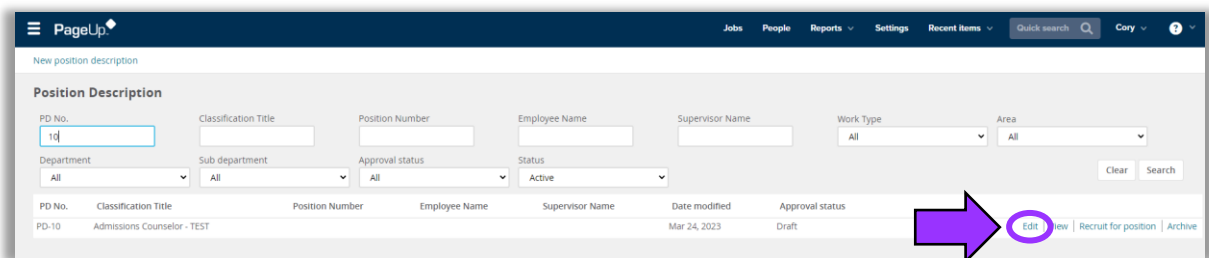 PageUp. Jobs People Reports Settings Recent items Quick search Cory ?
New position description
Position Description
PD No. Classification Title Position Number Employee Name Supervisor Name Work Type Area
10 All All
Department Sub department Approval status Status
All All All Active Clear Search
PD No. Classification Title Position Number Employee Name Supervisor Name Date modified Approval status
PD-10 Admissions Counselor - TEST Mar 24, 2023 Draft Edit | View | Recruit for position | Archive